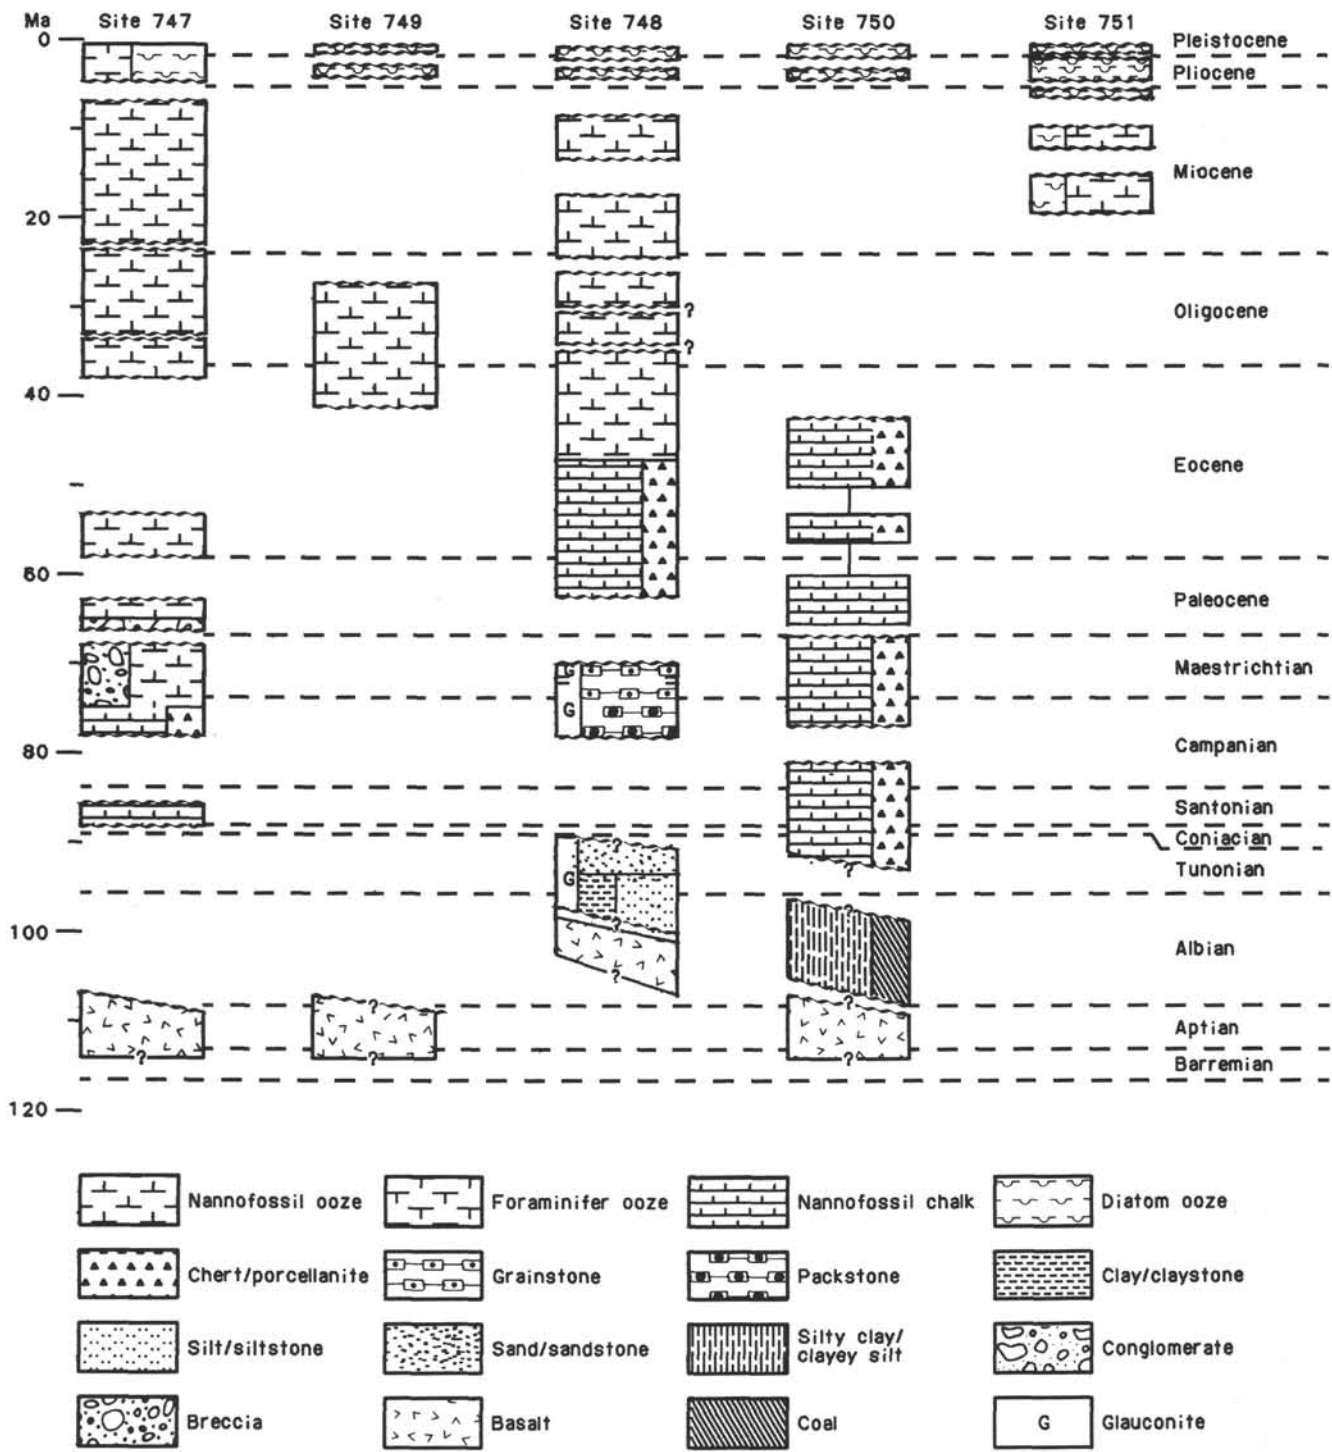 Ma Site 747 Site 749 Site 748 Site 750 Site 751
0
Pleistocene
Pliocene
Miocene
20
Oligocene
?
?
40
Eocene
60
Paleocene
Maestrichtian
G
G
Campanian
80
Santonian
Coniacian
?
Tunonian
?
G
?
?
100
Albian
?
?
?
Aptian
? ? ?
Barremian
120
Nannofossil ooze Foraminifer ooze Nannofossil chalk Diatom ooze
Chert/porcellanite Grainstone Packstone Clay/claystone
Silt/siltstone Sand/sandstone Silty clay/
clayey silt Conglomerate
Breccia Basalt Coal G Glauconite